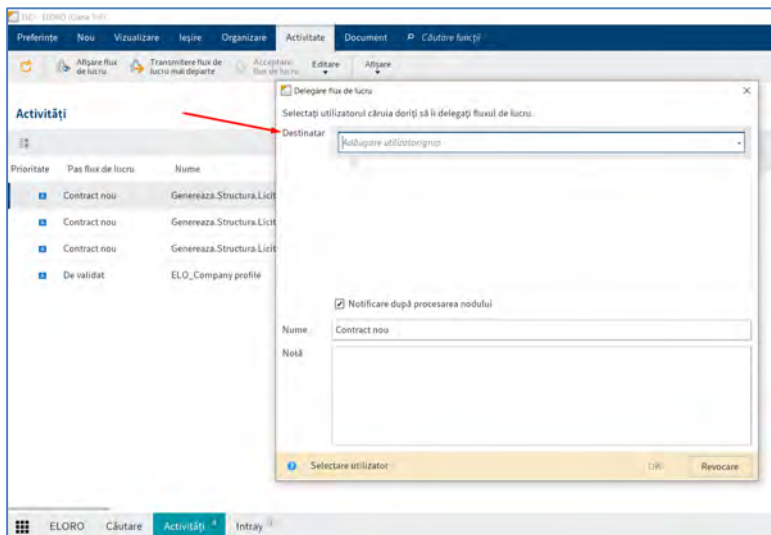 Preferințe Nou Vizualizare Ieșire Organizare Activitate Document Căutare funcții
Afișare flux de lucru
Transmitere flux de lucru mai departe
Acceptare flux de lucru
Editare
Afișare
Activități
Prioritate Pas flux de lucru Nume
Contract nou Genereaza.Structura.Licit
Contract nou Genereaza.Structura.Licit
Contract nou Genereaza.Structura.Licit
De validat ELO_Company profile
Delegare flux de lucru
Selectați utilizatorul căruia doriți să îi delegați fluxul de lucru.
Destinatar Adăugare utilizator/grup
Notificare după procesarea nodului
Nume Contract nou
Notă
Selectare utilizator OK Revocare
ELORO Căutare Activități Intray